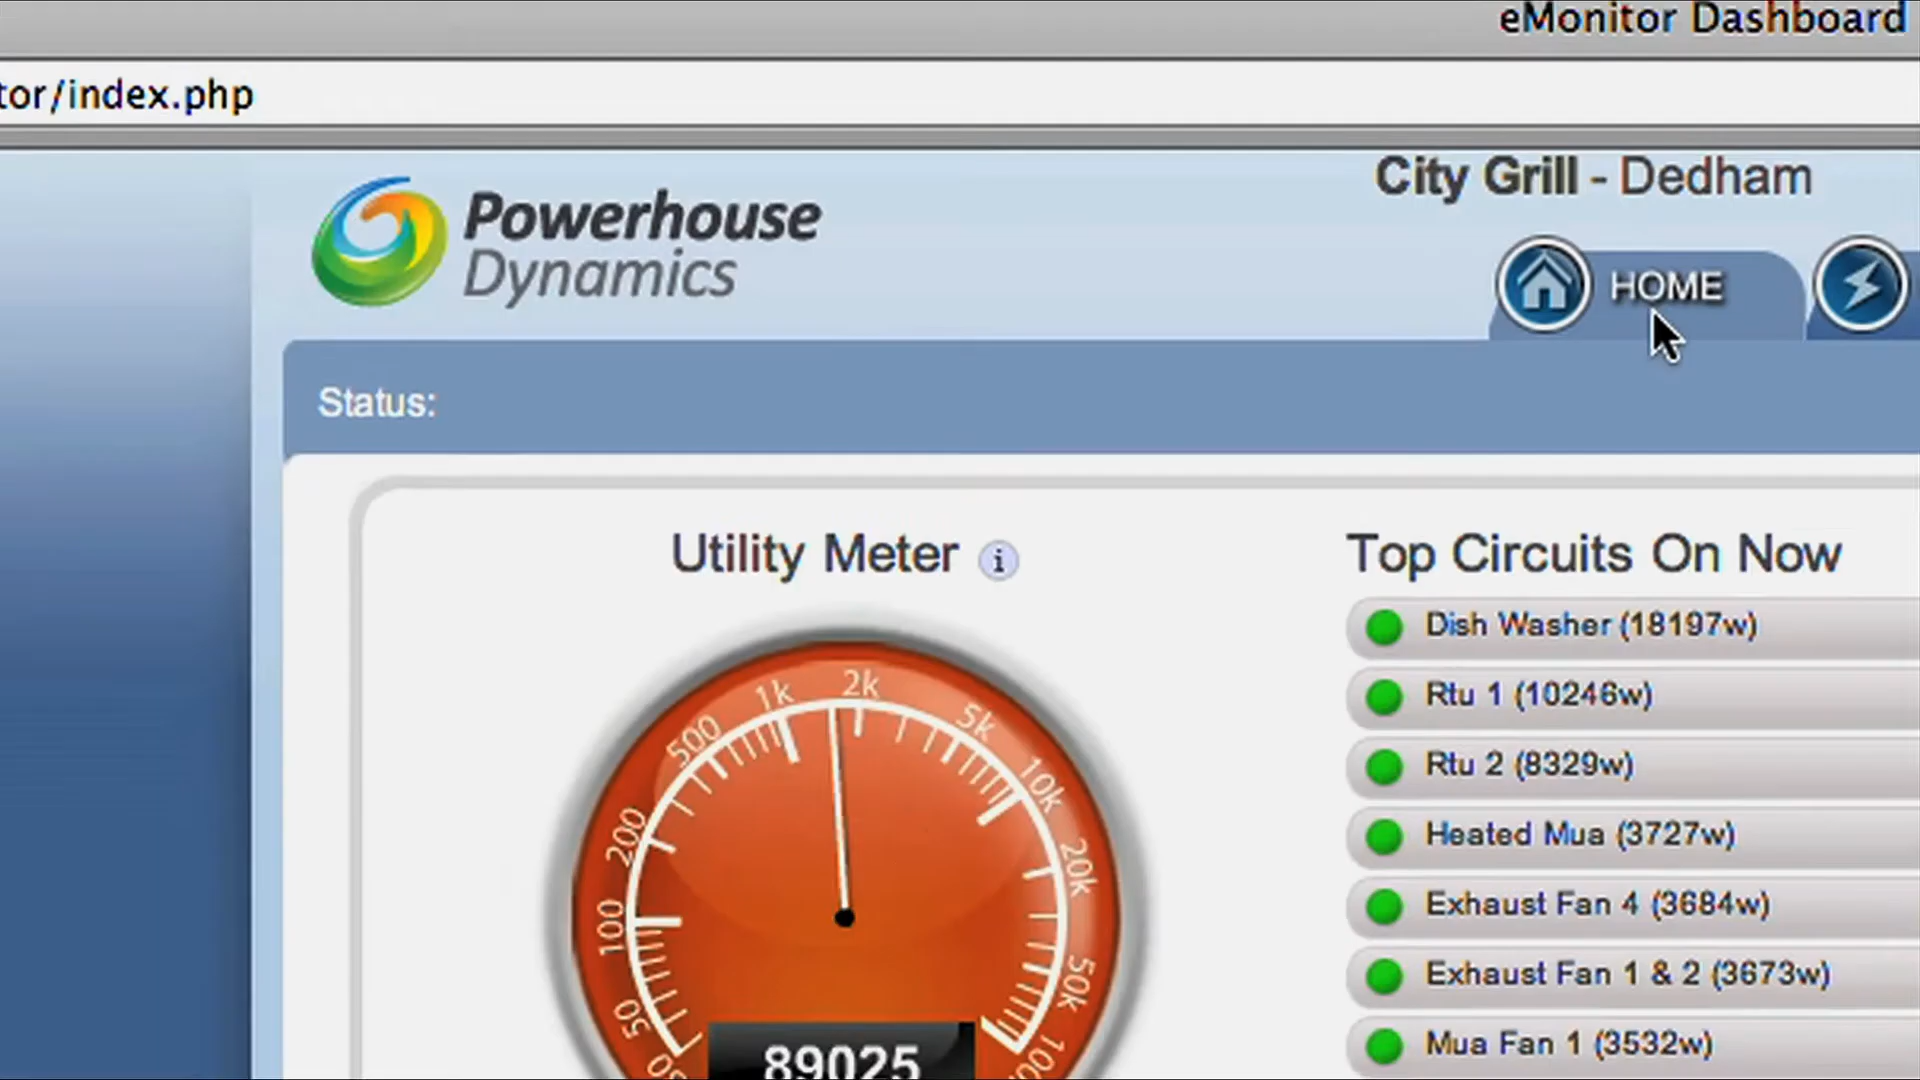 eMonitor Dashboard
tor/index.php
City Grill - Dedham
Powerhouse
Dynamics
HOME
Status:
Utility Meter i
Top Circuits On Now
Dish Washer (18197w)
Rtu 1 (10246w)
Rtu 2 (8329w)
Heated Mua (3727w)
Exhaust Fan 4 (3684w)
Exhaust Fan 1 & 2 (3673w)
Mua Fan 1 (3532w)
50
100
200
500
1k
2k
5k
10k
20k
50k
89025